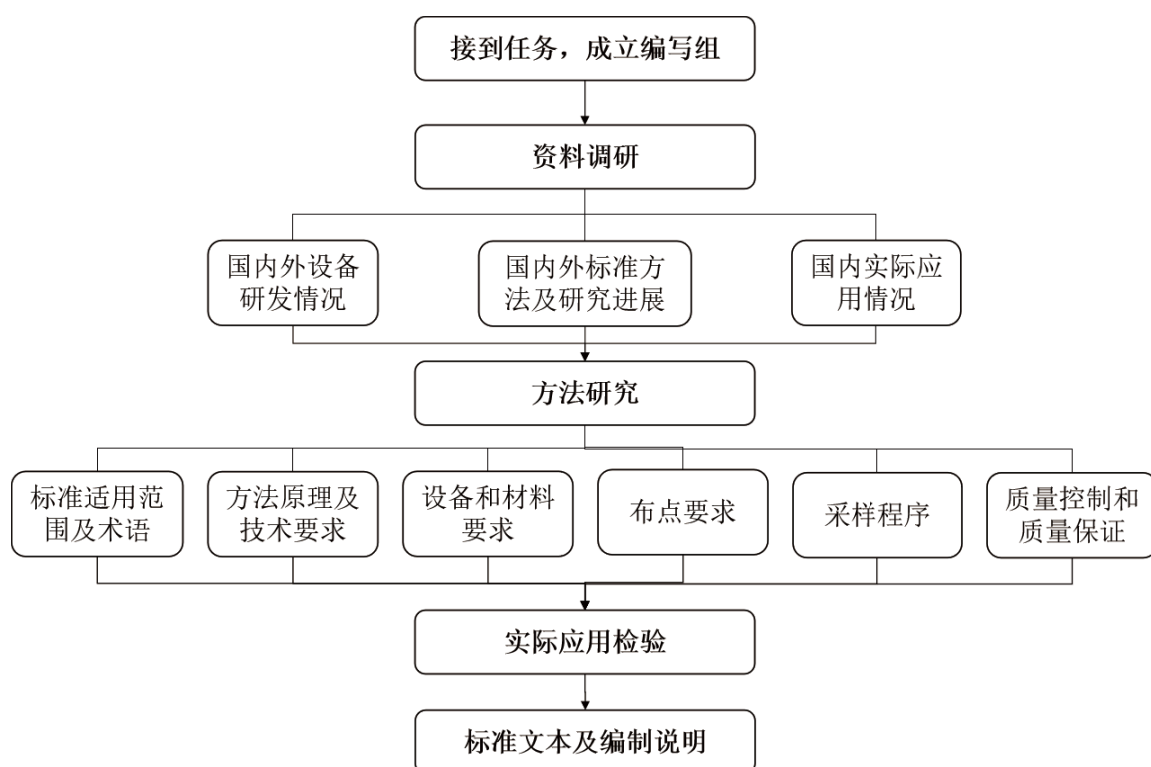 接到任务，成立编写组
资料调研
国内外设备
研发情况
国内外标准方
法及研究进展
国内实际应
用情况
方法研究
标准适用范
围及术语
方法原理及
技术要求
设备和材料
要求
布点要求
采样程序
质量控制和
质量保证
实际应用检验
标准文本及编制说明